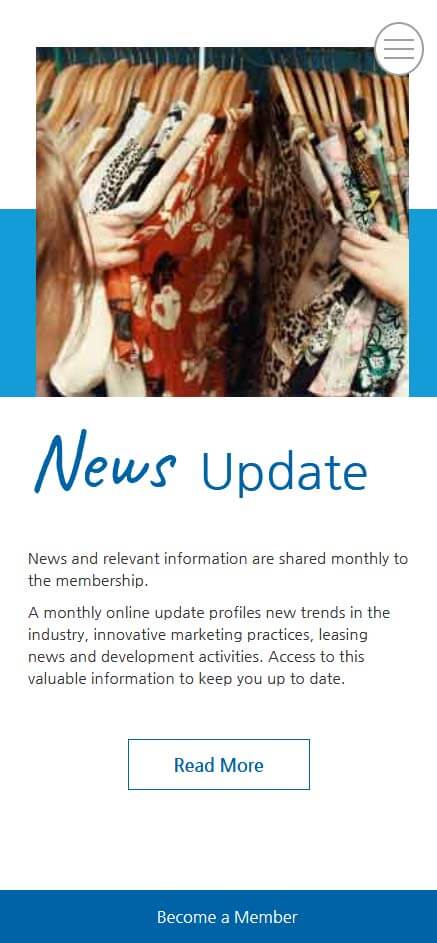 News Update
News and relevant information are shared monthly to
the membership.
A monthly online update profiles new trends in the
industry, innovative marketing practices, leasing
news and development activities. Access to this
valuable information to keep you up to date.
Read More
Become a Member